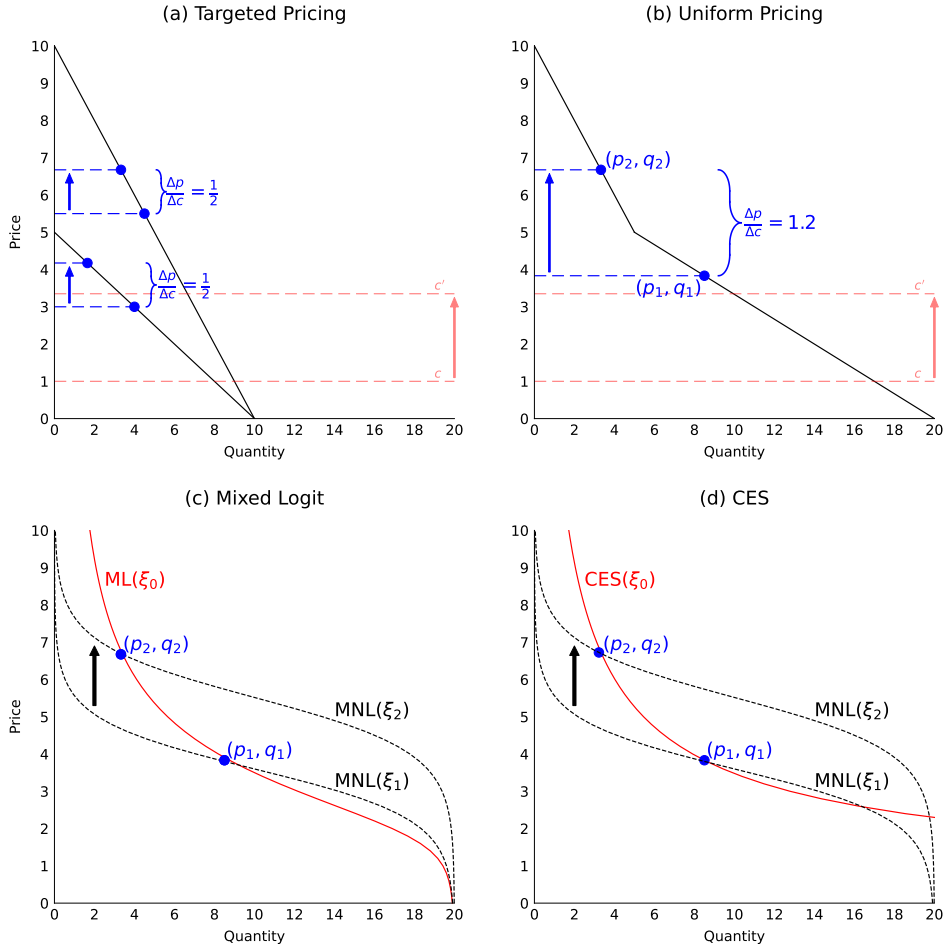 (a) Targeted Pricing
10
9
8
7
6
5
4
3
2
1
0
Price
Δp/Δc = 1/2
Δp/Δc = 1/2
c'
c
0 2 4 6 8 10 12 14 16 18 20
Quantity
(b) Uniform Pricing
10
9
8
7
6
5
4
3
2
1
0
(p₂, q₂)
Δp/Δc = 1.2
(p₁, q₁)
c'
c
0 2 4 6 8 10 12 14 16 18 20
Quantity
(c) Mixed Logit
10
9
8
7
6
5
4
3
2
1
0
Price
ML(ξ₀)
(p₂, q₂)
MNL(ξ₂)
(p₁, q₁)
MNL(ξ₁)
0 2 4 6 8 10 12 14 16 18 20
Quantity
(d) CES
10
9
8
7
6
5
4
3
2
1
0
CES(ξ₀)
(p₂, q₂)
MNL(ξ₂)
(p₁, q₁)
MNL(ξ₁)
0 2 4 6 8 10 12 14 16 18 20
Quantity